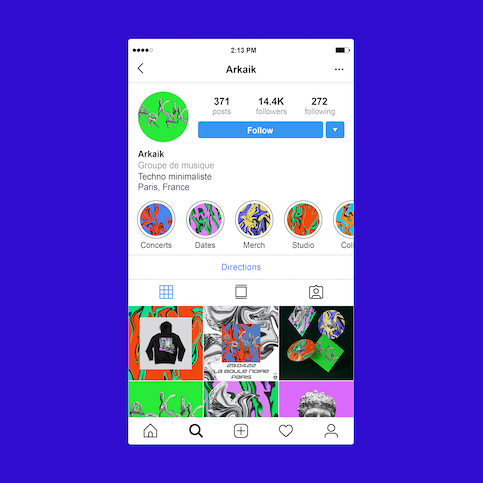 2:13 PM
Arkaik
371 14.4K 272
posts followers following
Follow
Arkaik
Groupe de musique
Techno minimaliste
Paris, France
Concerts Dates Merch Studio Col
Directions
29.04.22
LA BOULE NOIRE
PARIS